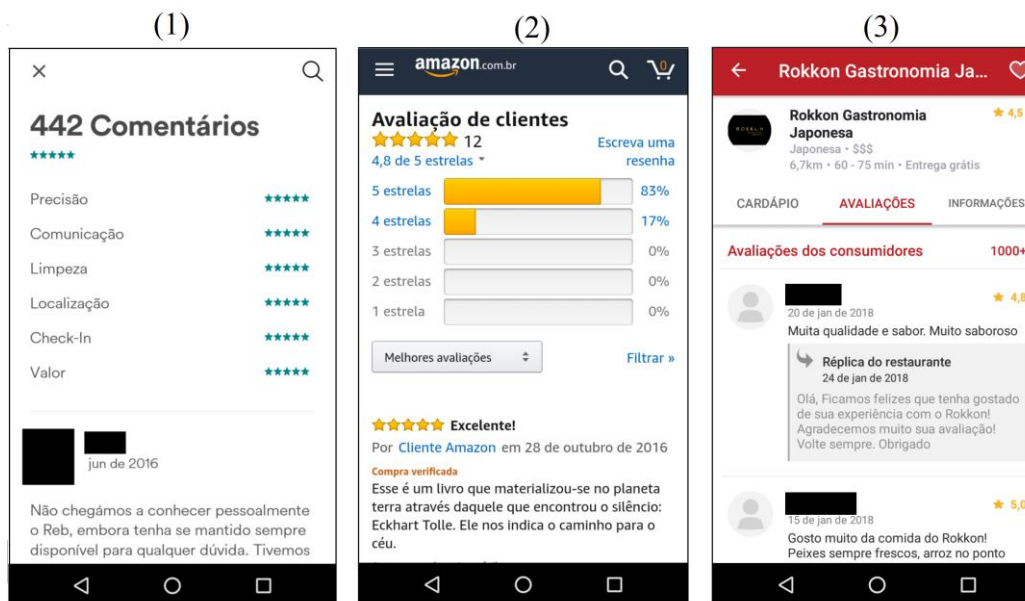 (1)
442 Comentários
Precisão
Comunicação
Limpeza
Localização
Check-In
Valor
jun de 2016
Não chegámos a conhecer pessoalmente
o Reb, embora tenha se mantido sempre
disponível para qualquer dúvida. Tivemos
(2)
amazon.com.br
0
Avaliação de clientes
12
4,8 de 5 estrelas
Escreva uma
resenha
5 estrelas 83%
4 estrelas 17%
3 estrelas 0%
2 estrelas 0%
1 estrela 0%
Melhores avaliações
Filtrar »
Excelente!
Por Cliente Amazon em 28 de outubro de 2016
Compra verificada
Esse é um livro que materializou-se no planeta
terra através daquele que encontrou o silêncio:
Eckhart Tolle. Ele nos indica o caminho para o
céu.
(3)
Rokkon Gastronomia Ja...
Rokkon Gastronomia 4,5
Japonesa
Japonesa • $$$
6,7km • 60 - 75 min • Entrega grátis
CARDÁPIO AVALIAÇÕES INFORMAÇÕES
Avaliações dos consumidores 1000+
4,8
20 de jan de 2018
Muita qualidade e sabor. Muito saboroso
Réplica do restaurante
24 de jan de 2018
Olá, Ficamos felizes que tenha gostado
de sua experiência com o Rokkon!
Agradecemos muito sua avaliação!
Volte sempre. Obrigado
5,0
15 de jan de 2018
Gosto muito da comida do Rokkon!
Peixes sempre frescos, arroz no ponto